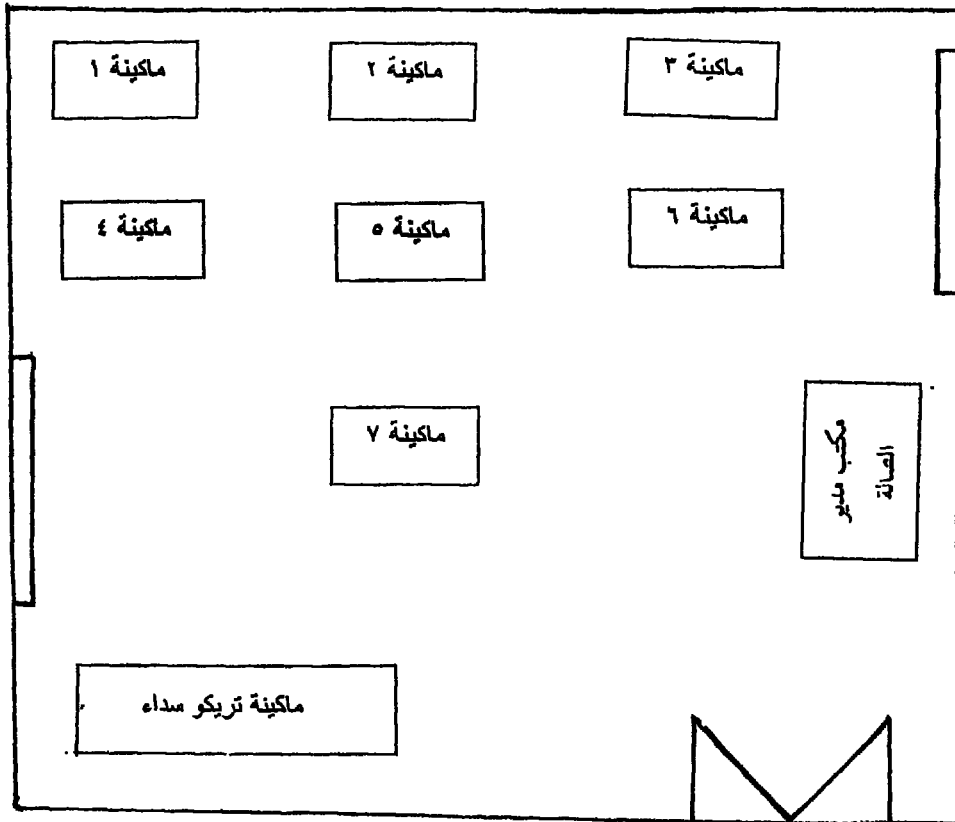 ماكينة ١
ماكينة ٢
ماكينة ٣
ماكينة ٤
ماكينة ٥
ماكينة ٦
ماكينة ٧
مكتب مدير
الصالة
ماكينة تريكو سداء